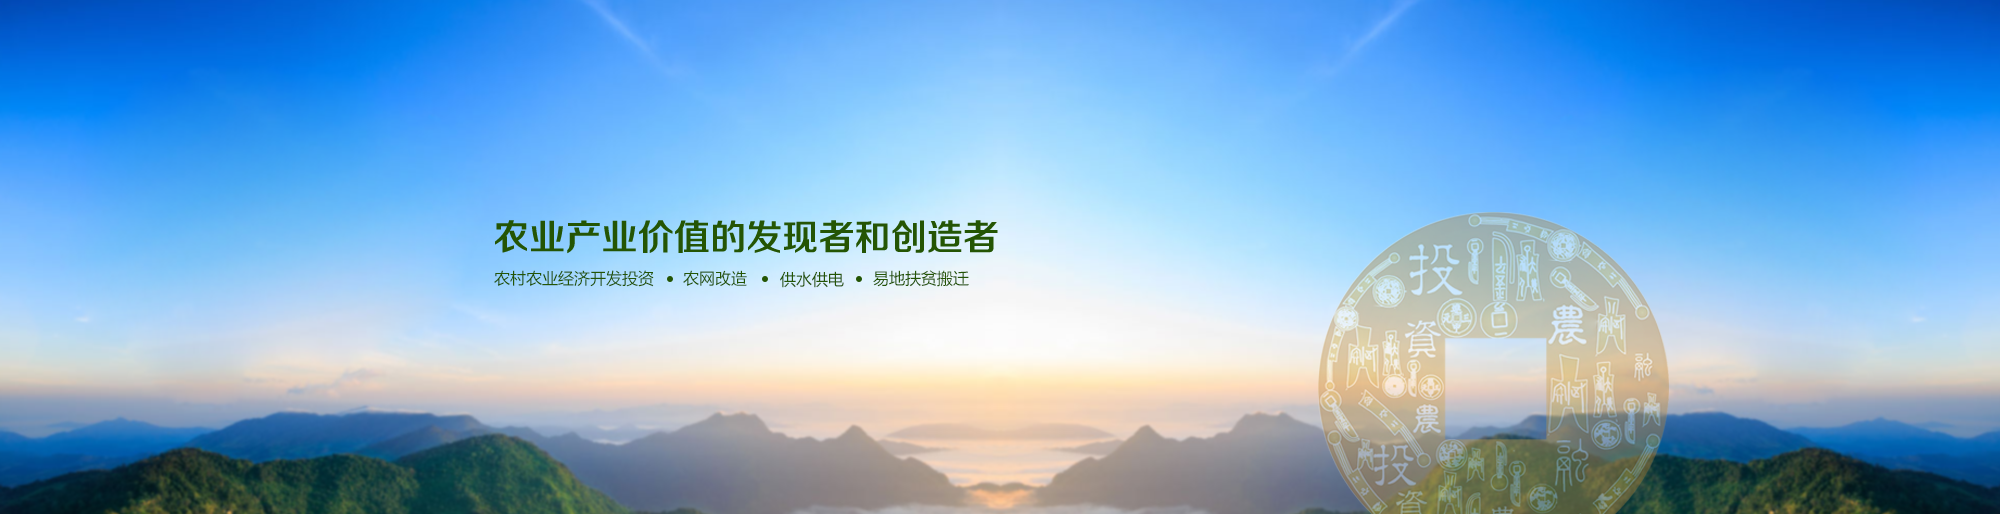 农业产业价值的发现者和创造者
农村农业经济开发投资 • 农网改造 • 供水供电 • 易地扶贫搬迁
投
農
資
融
農
融
投
資